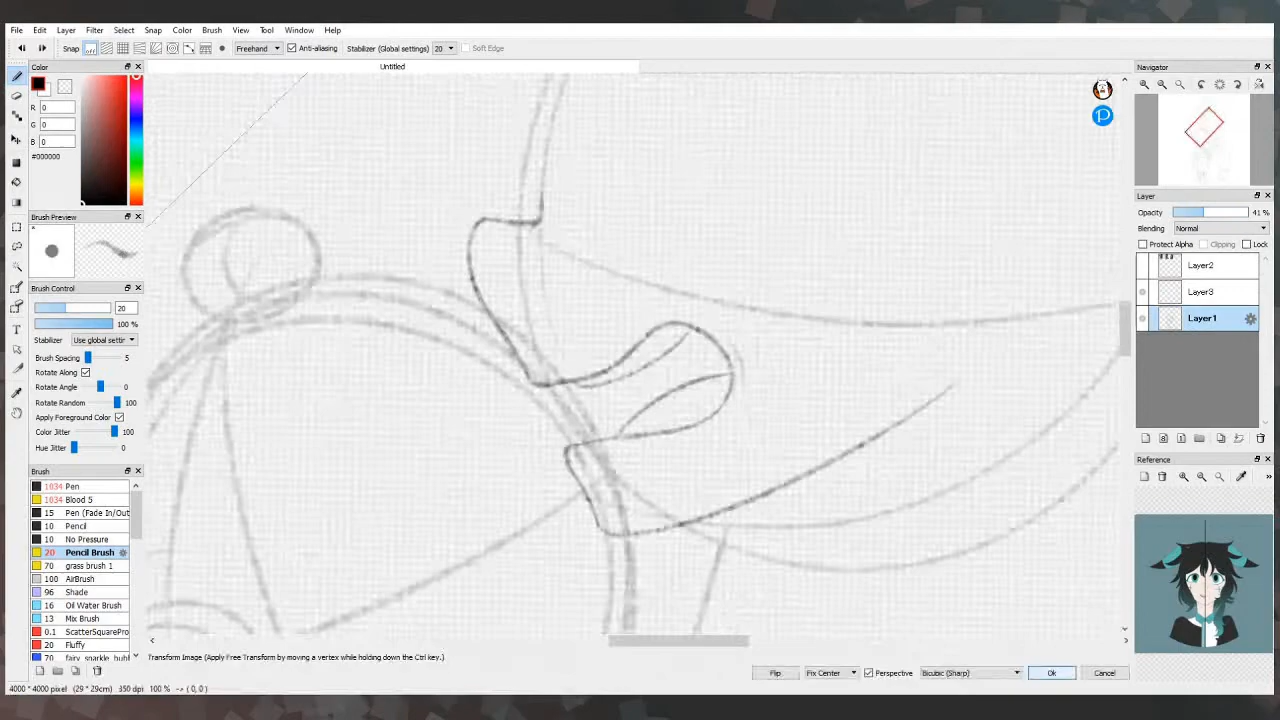 File Edit Layer Filter Select Snap Color Brush View Tool Window Help
Snap off Freehand Anti-aliasing Stabilizer (Global settings) 20 Soft Edge
Color
Untitled
Navigator
R 0
G 0
B 0
#000000
Layer
Opacity 41 %
Blending Normal
Protect Alpha Clipping Lock
Layer2
Layer3
Layer1
Brush Preview
Brush Control
20
100 %
Stabilizer Use global settir
Brush Spacing 5
Rotate Along
Rotate Angle 0
Rotate Random 100
Apply Foreground Color
Color Jitter 100
Hue Jitter 0
Reference
Brush
1034 Pen
1034 Blood 5
15 Pen (Fade In/Out
10 Pencil
10 No Pressure
20 Pencil Brush
70 grass brush 1
100 AirBrush
96 Shade
16 Oil Water Brush
13 Mix Brush
0.1 ScatterSquarePro
20 Fluffy
70 fairy_sparkle_bubl
Transform Image (Apply Free Transform by moving a vertex while holding down the Ctrl key.)
Flip Fix Center Perspective Bicubic (Sharp) Ok Cancel
4000 * 4000 pixel (29 * 29cm) 350 dpi 100 % -> ( 0, 0 )